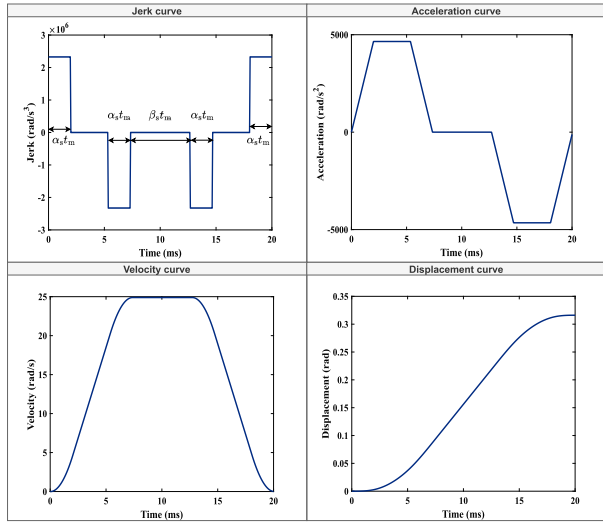 Jerk curve
×10⁶
3
2
1
0
-1
-2
-3
Jerk (rad/s³)
αₛtₘ
βₛtₘ
αₛtₘ
αₛtₘ
αₛtₘ
0 5 10 15 20
Time (ms)
Acceleration curve
5000
0
-5000
Acceleration (rad/s²)
0 5 10 15 20
Time (ms)
Velocity curve
25
20
15
10
5
0
Velocity (rad/s)
0 5 10 15 20
Time (ms)
Displacement curve
0.35
0.3
0.25
0.2
0.15
0.1
0.05
0
Displacement (rad)
0 5 10 15 20
Time (ms)